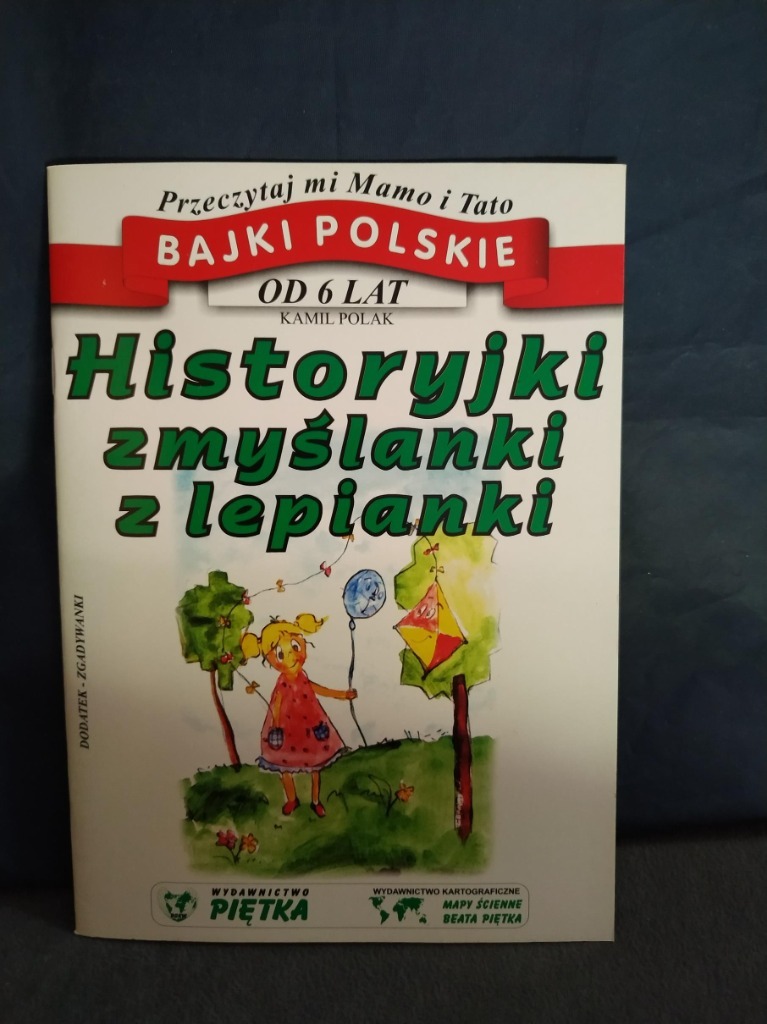 Przeczytaj mi Mamo i Tato
BAJKI POLSKIE
OD 6 LAT
KAMIL POLAK
Historyjki
zmyślanki
z lepianki
DODATEK - ZGADYWANKI
WYDAWNICTWO
PIĘTKA
WYDAWNICTWO KARTOGRAFICZNE
MAPY ŚCIENNE
BEATA PIĘTKA